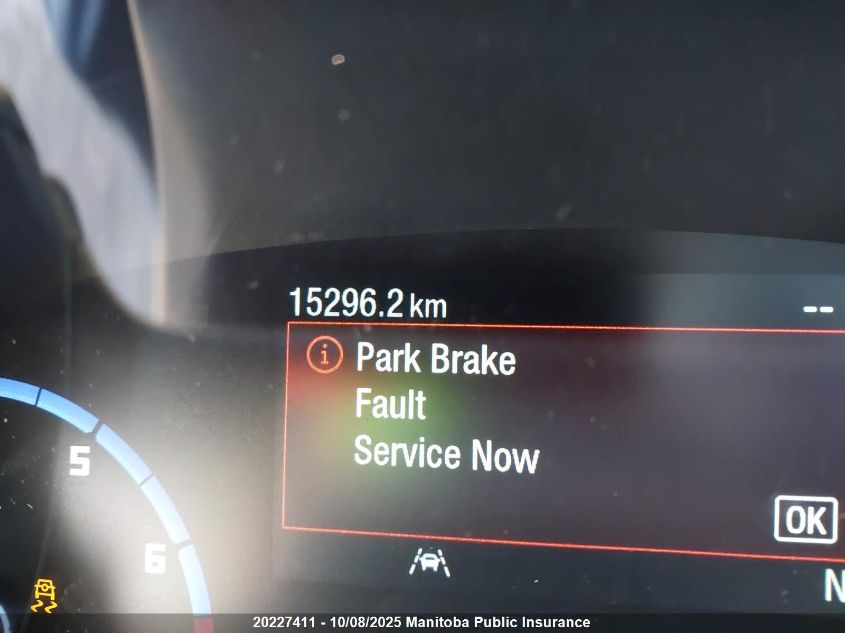 15296.2 km --
i Park Brake
Fault
Service Now
OK
5
6
N
20227411 - 10/08/2025 Manitoba Public Insurance